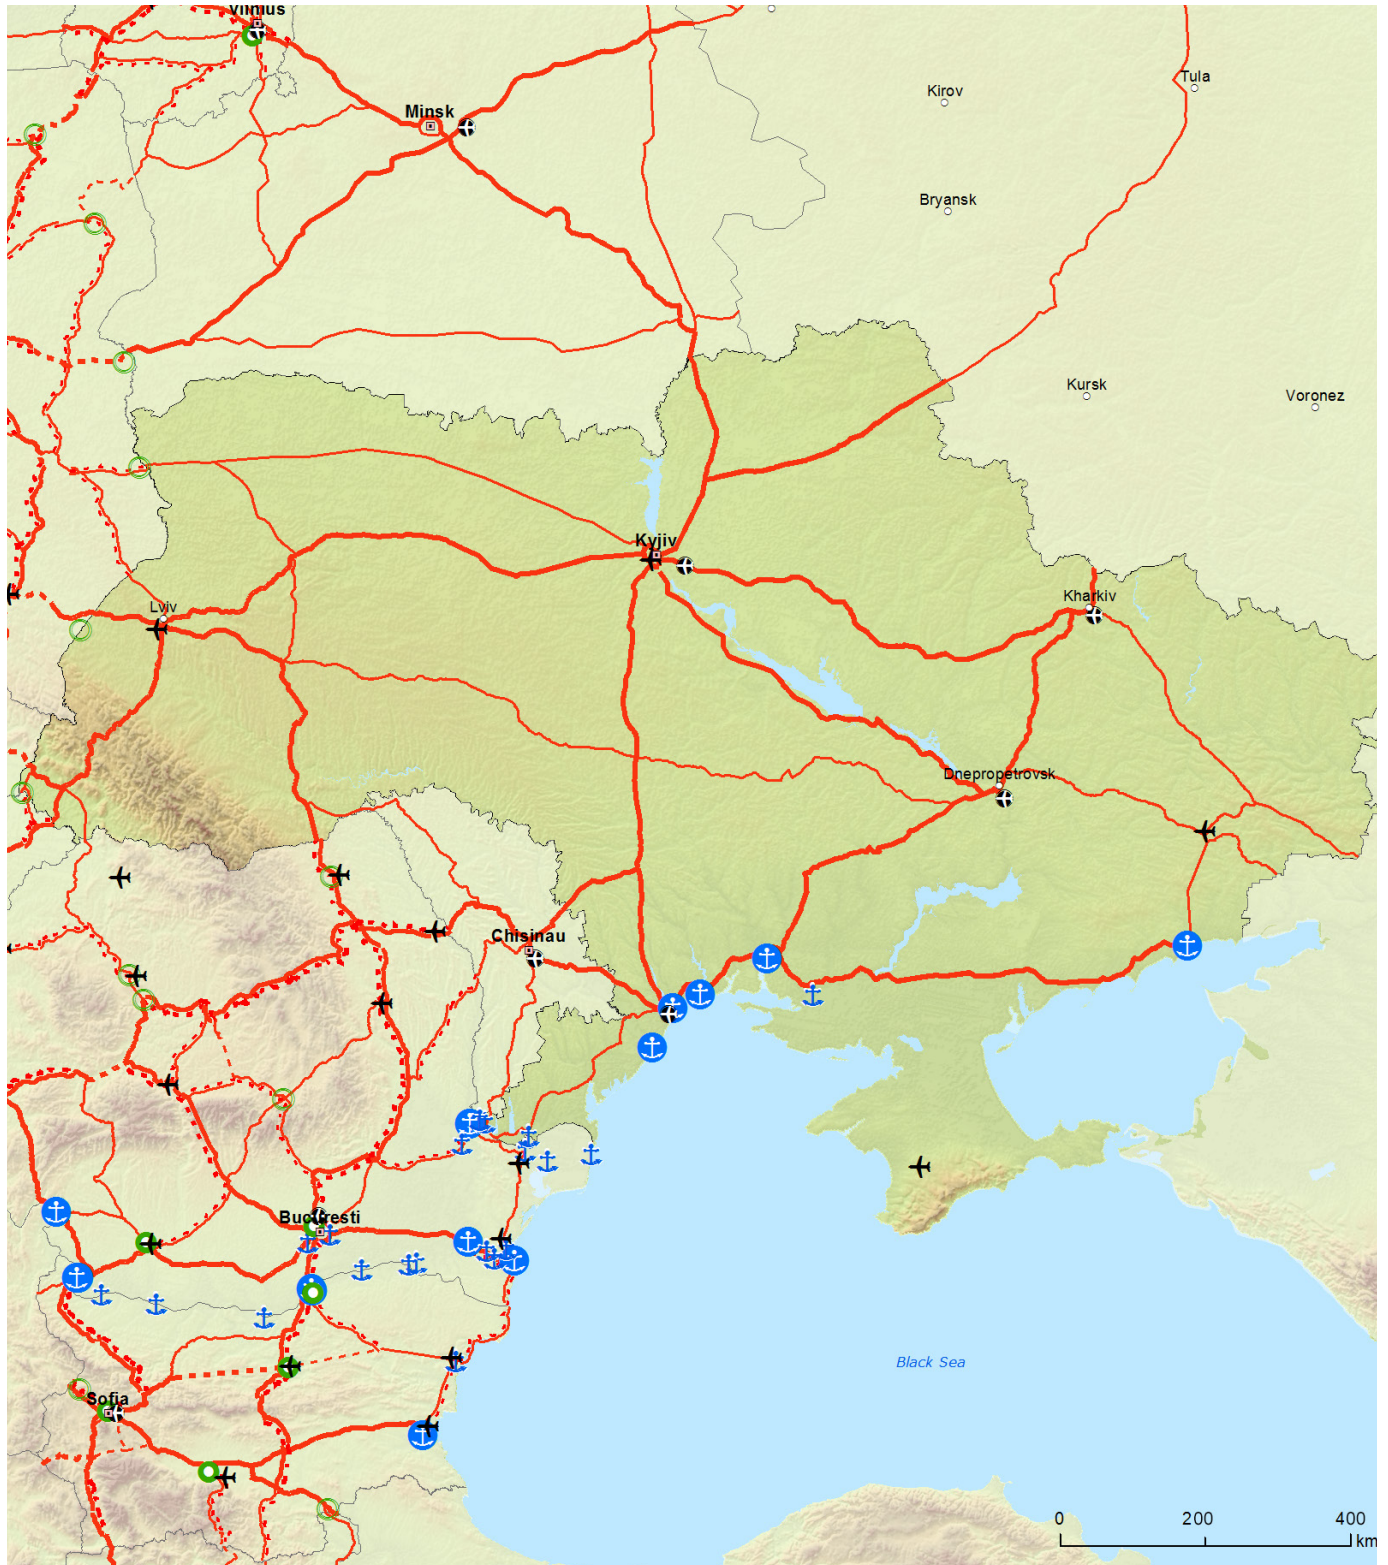 Vilnius
Tula
Kirov
Minsk
Bryansk
Kursk
Voronez
Kyjiv
Kharkiv
Lviv
Dnepropetrovsk
Chisinau
Bucuresti
Black Sea
Sofia
0 200 400
km